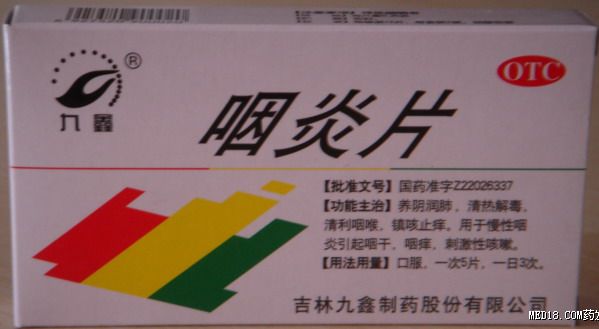 九鑫
®
OTC
咽炎片
【批准文号】国药准字Z22026337
【功能主治】养阴润肺，清热解毒，
清利咽喉，镇咳止痒。用于慢性咽
炎引起咽干，咽痒，刺激性咳嗽。
【用法用量】口服，一次5片，一日3次。
吉林九鑫制药股份有限公司
MED18.COM药